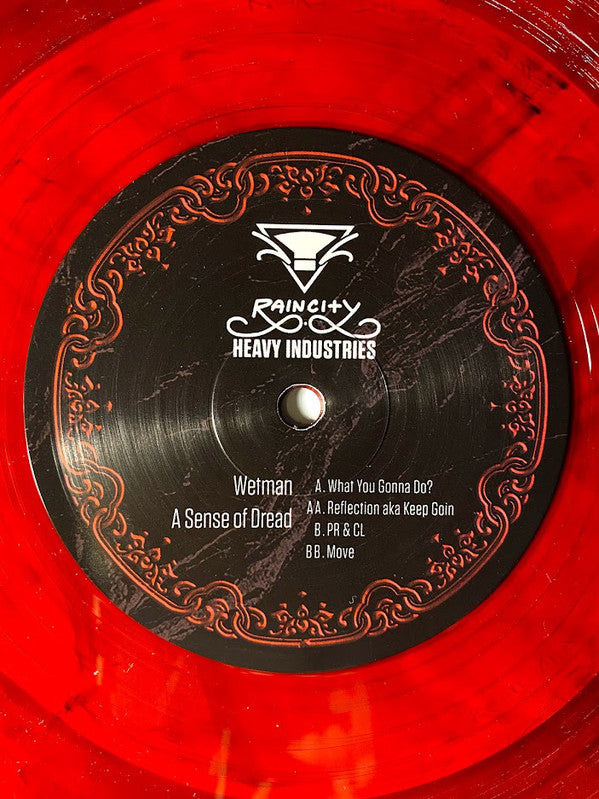 RAINCITY
HEAVY INDUSTRIES
Wetman
A Sense of Dread
A. What You Gonna Do?
AA. Reflection aka Keep Goin
B. PR & CL
BB. Move